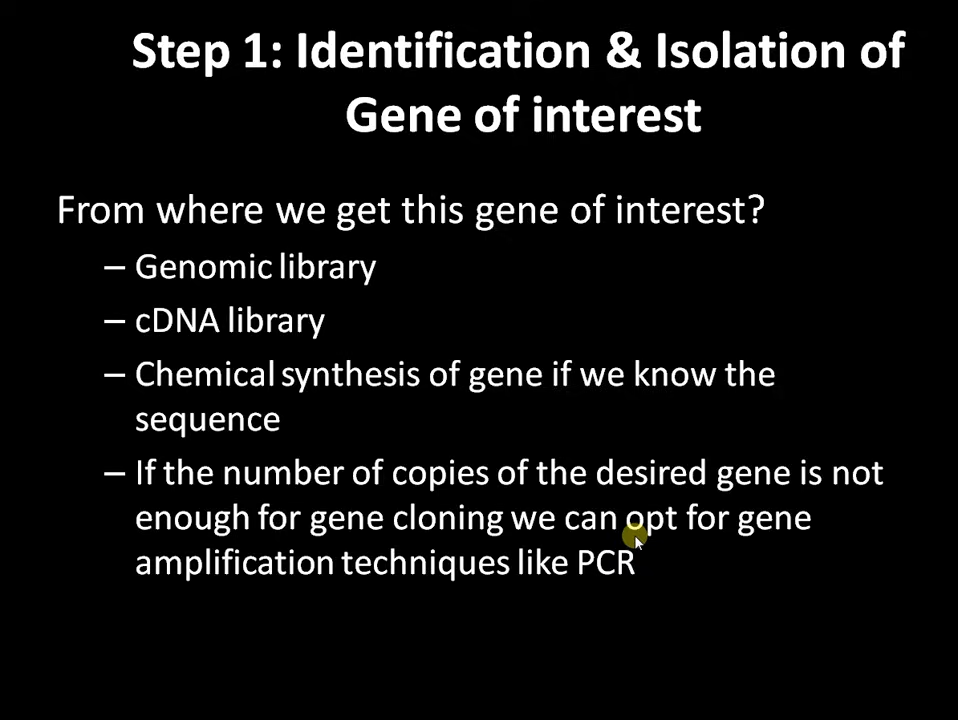 Step 1: Identification & Isolation of
Gene of interest
From where we get this gene of interest?
– Genomic library
– cDNA library
– Chemical synthesis of gene if we know the
sequence
– If the number of copies of the desired gene is not
enough for gene cloning we can opt for gene
amplification techniques like PCR